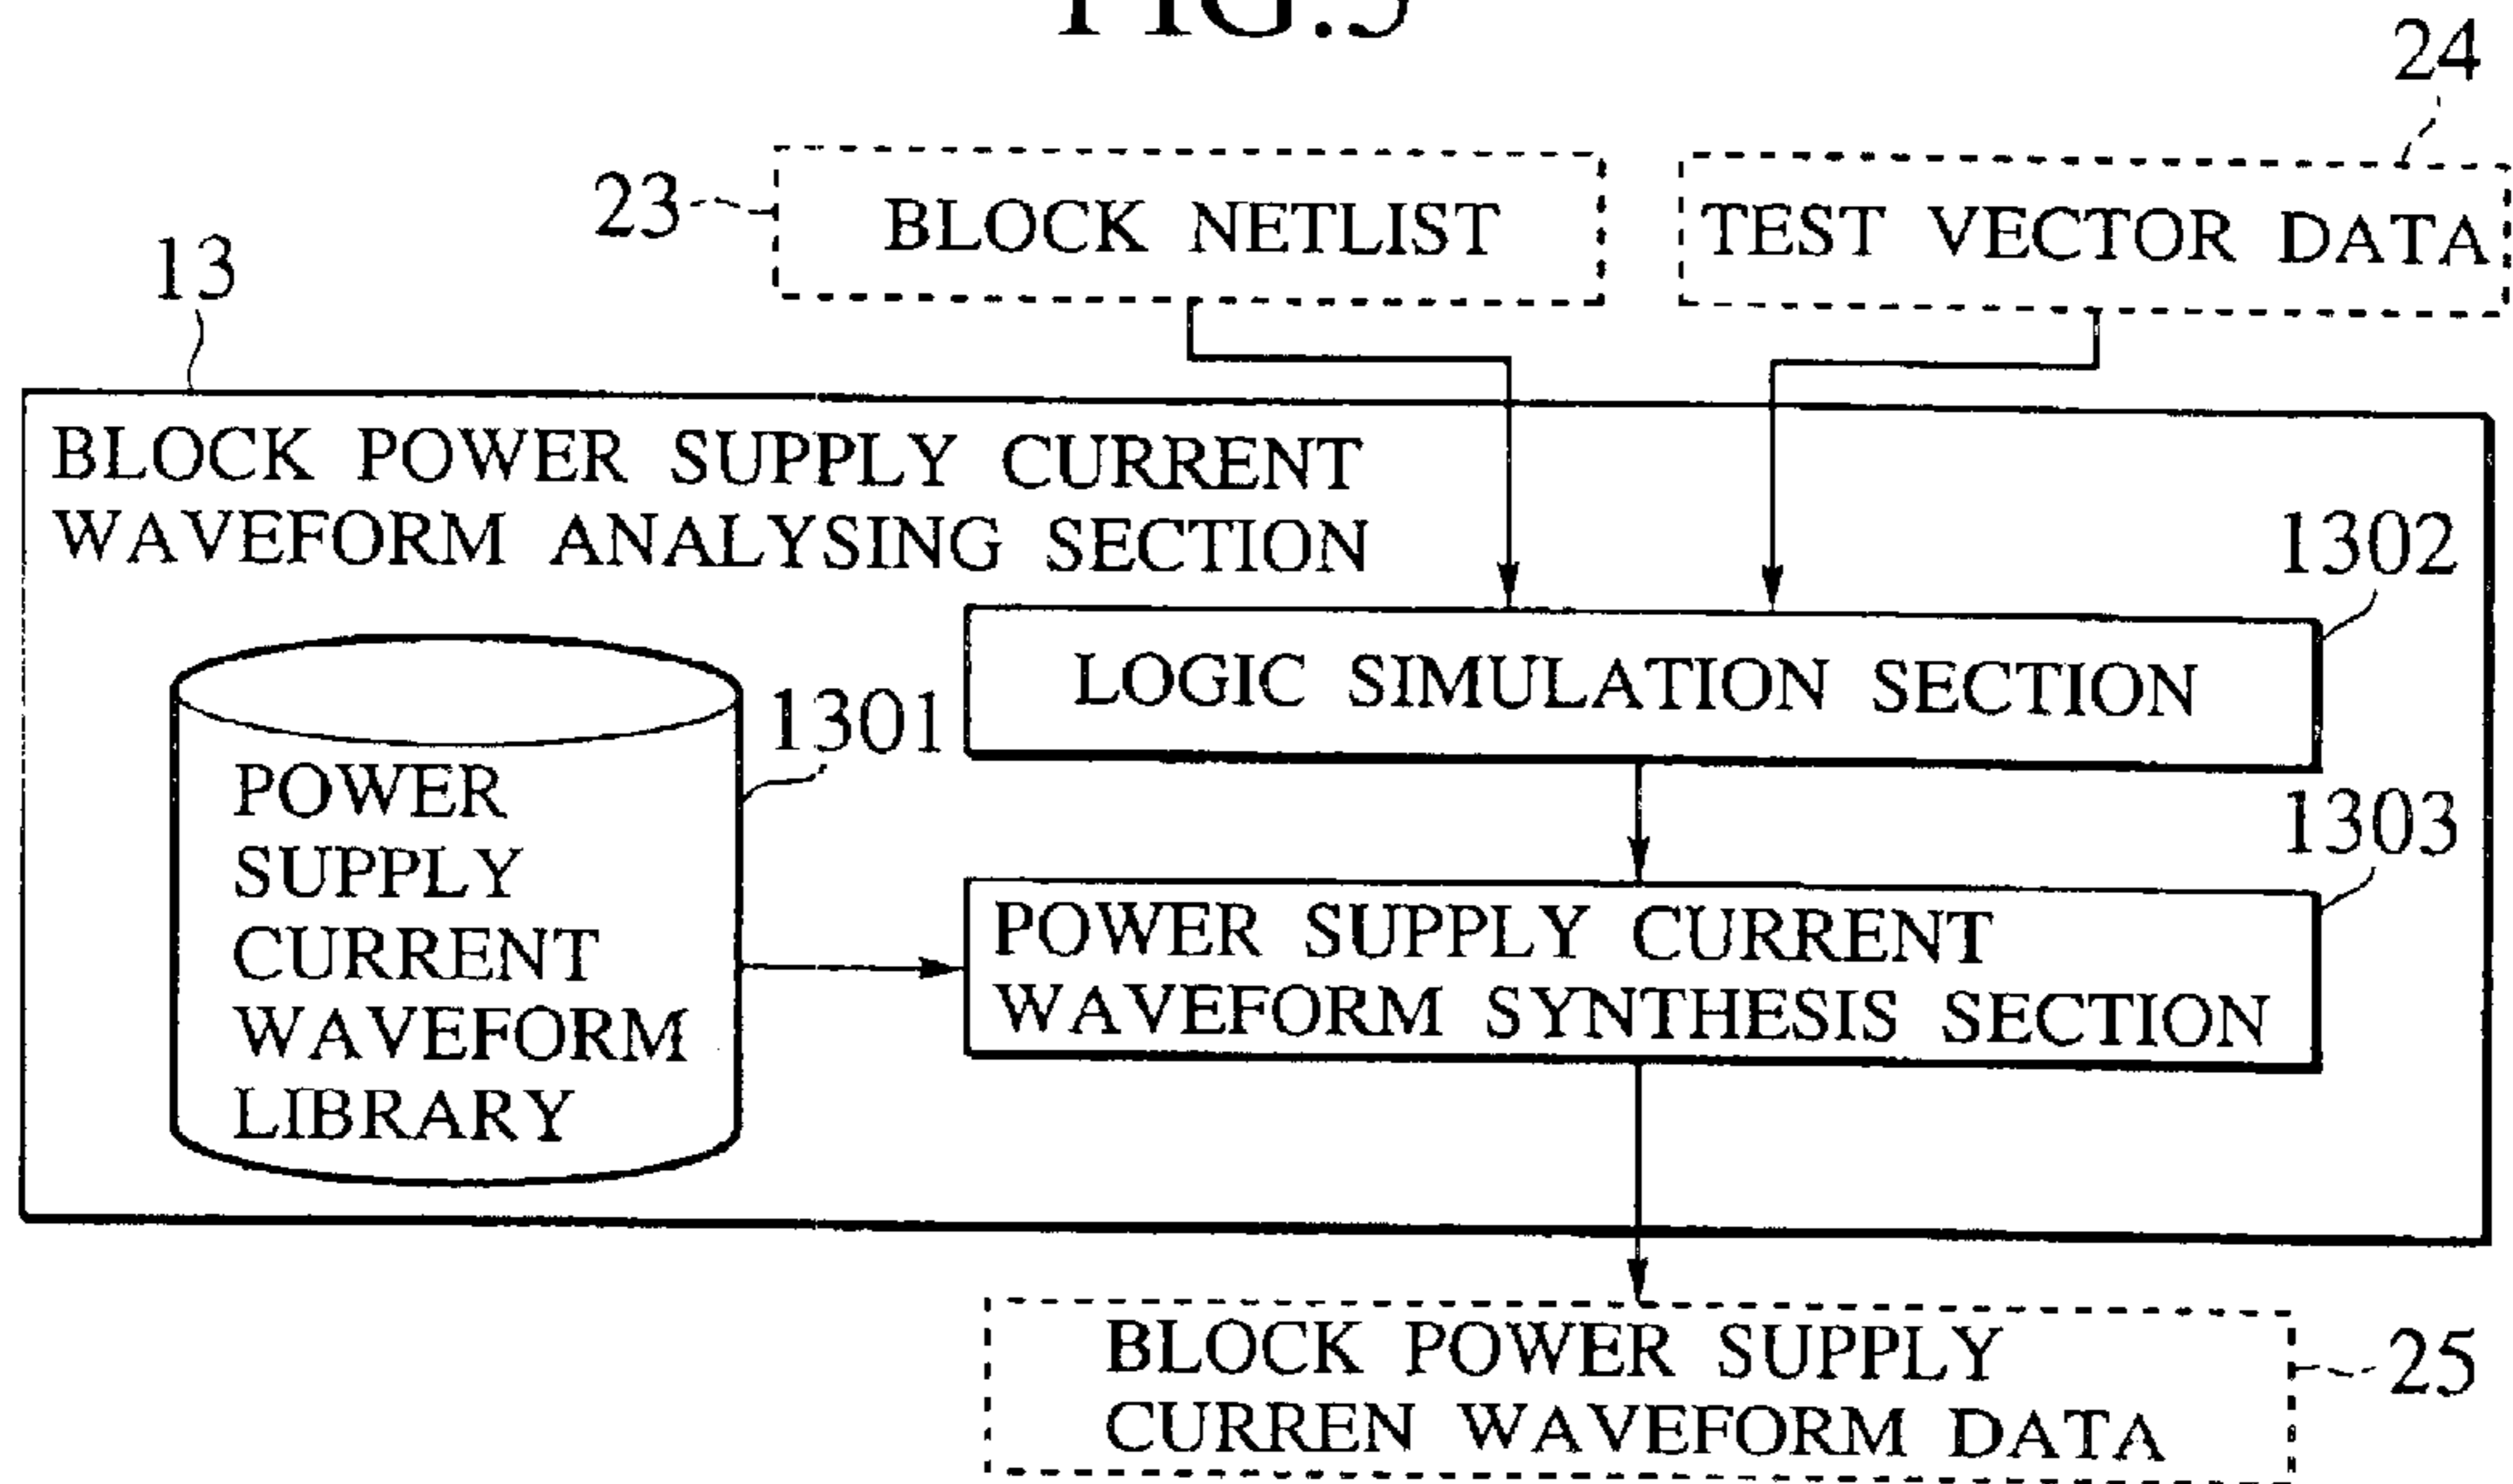 FIG.5
24
23
BLOCK NETLIST
TEST VECTOR DATA
13
BLOCK POWER SUPPLY CURRENT
WAVEFORM ANALYSING SECTION
1302
LOGIC SIMULATION SECTION
1301
POWER
SUPPLY
CURRENT
WAVEFORM
LIBRARY
1303
POWER SUPPLY CURRENT
WAVEFORM SYNTHESIS SECTION
BLOCK POWER SUPPLY
CURREN WAVEFORM DATA
25